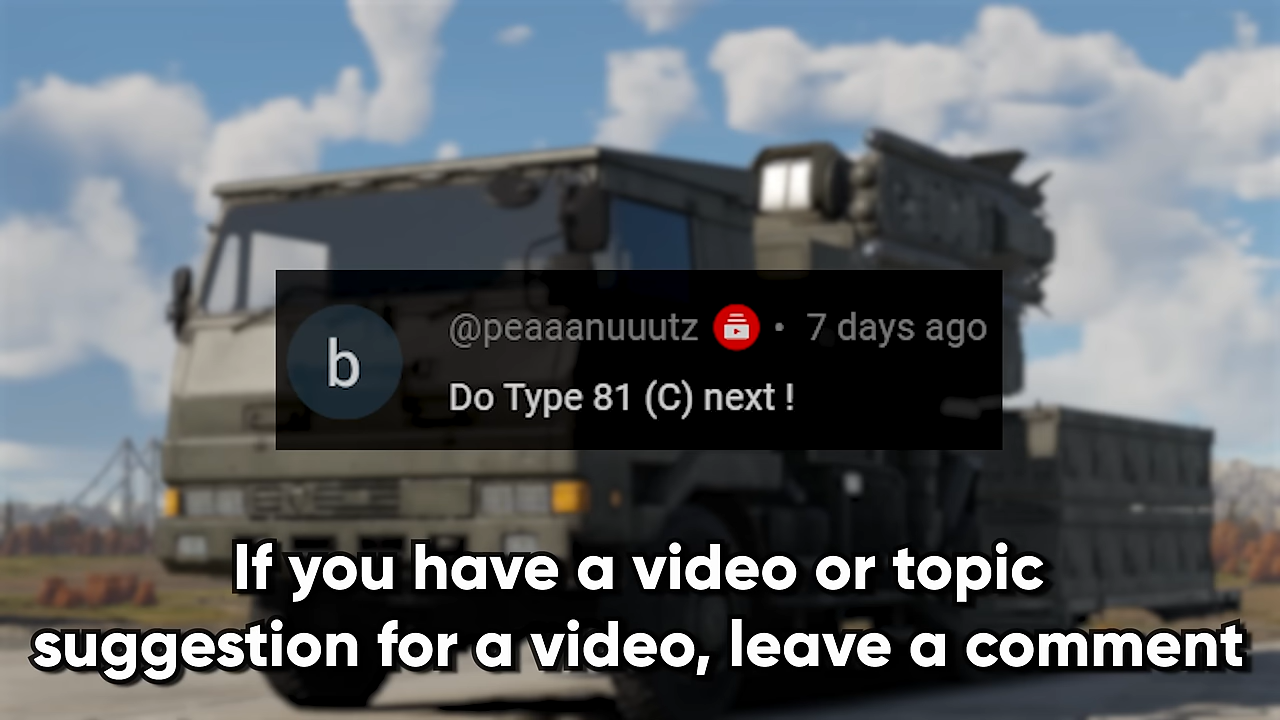 b
@peaaanuuutz • 7 days ago
Do Type 81 (C) next !
If you have a video or topic
suggestion for a video, leave a comment